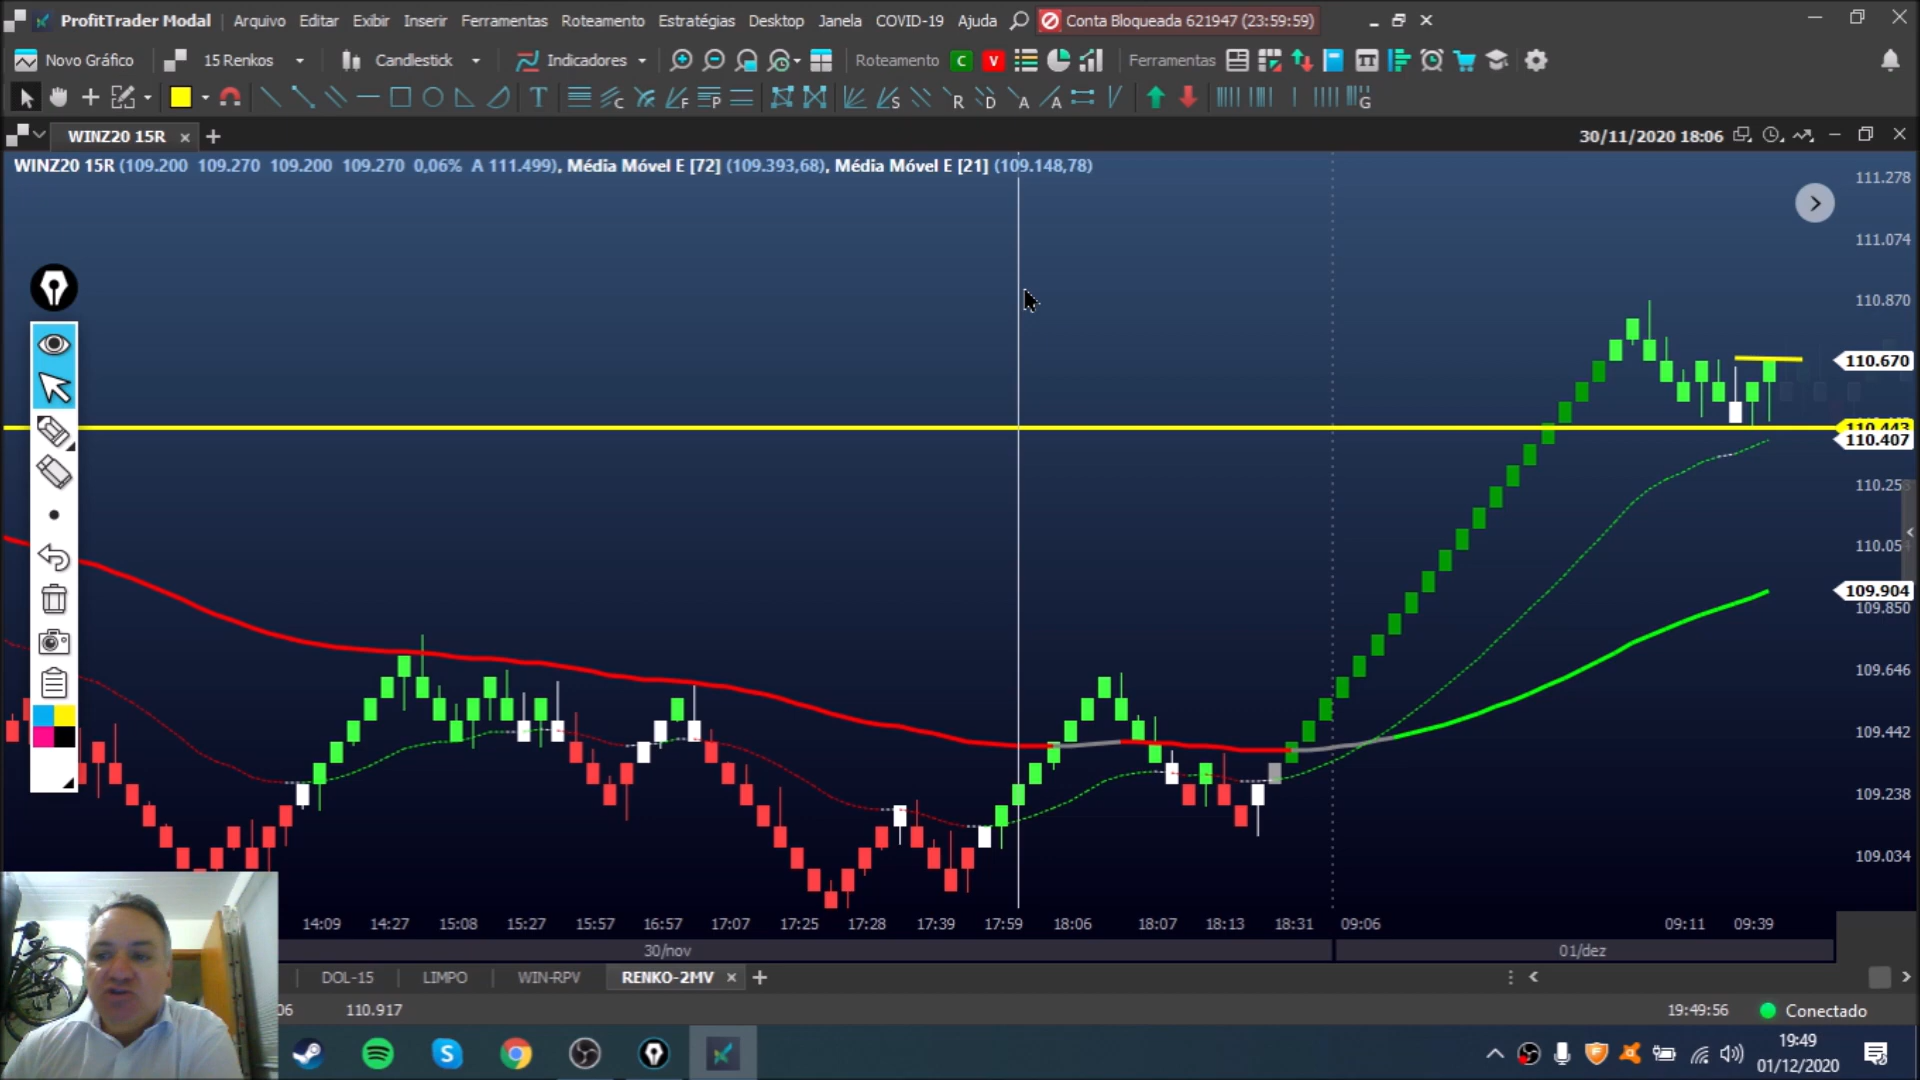 ProfitTrader Modal Arquivo Editar Exibir Inserir Ferramentas Roteamento Estratégias Desktop Janela COVID-19 Ajuda Conta Bloqueada 621947 (23:59:59)
Novo Gráfico 15 Renkos Candlestick Indicadores Roteamento C V Ferramentas
WINZ20 15R 30/11/2020 18:06
WINZ20 15R (109.200 109.270 109.200 109.270 0,06% A 111.499), Média Móvel E [72] (109.393,68), Média Móvel E [21] (109.148,78)
111.278
111.074
110.870
110.670
110.443
110.407
110.054
109.904
109.850
109.646
109.442
109.238
109.034
14:09 14:27 15:08 15:27 15:57 16:57 17:07 17:25 17:28 17:39 17:59 18:06 18:07 18:13 18:31 09:06 09:11 09:39
30/nov 01/dez
DOL-15 LIMPO WIN-RPV RENKO-2MV
110.917 19:49:56 Conectado
19:49
01/12/2020